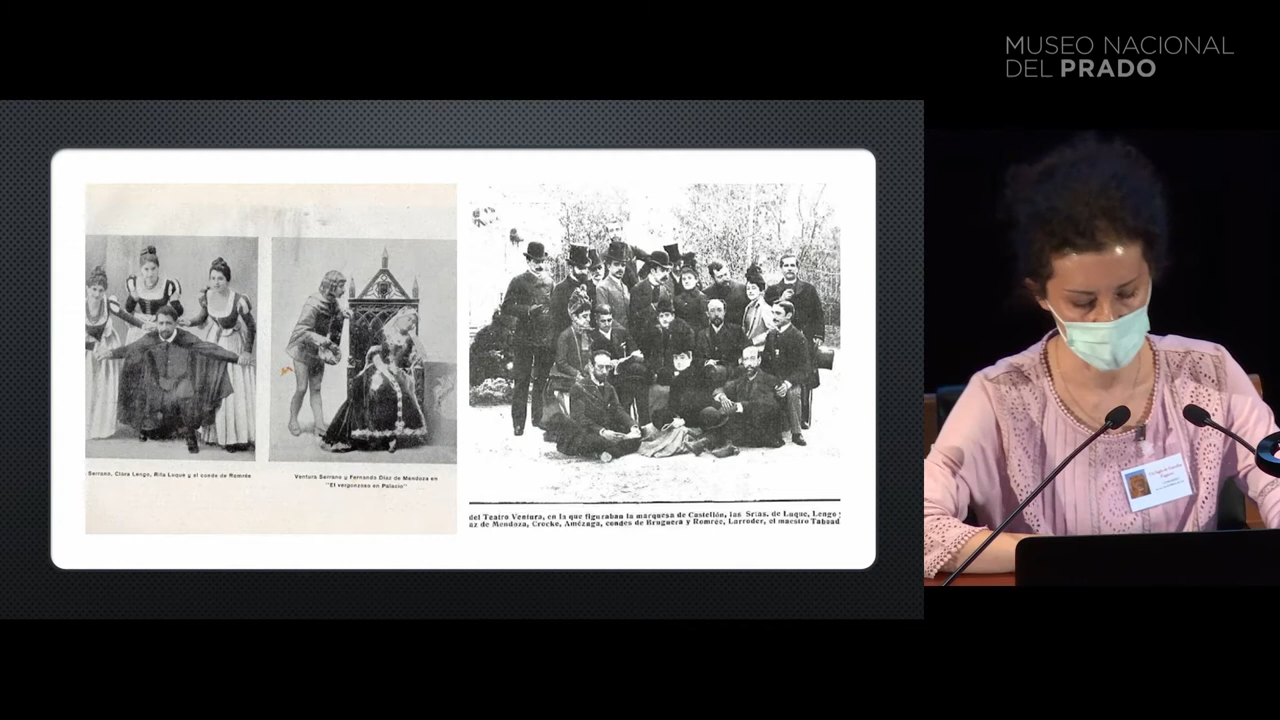 MUSEO NACIONAL
DEL PRADO
Serrano, Clara Lengo, Rita Luque y el conde de Romrée
Ventura Serrano y Fernando Díaz de Mendoza en
"El vergonzoso en Palacio"
del Teatro Ventura, en la que figuraban la marquesa de Castellón, las Srtas. de Luque, Lengo
az de Mendoza, Crooke, Amézaga, condes de Bruguera y Romrée, Larroder, el maestro Taboad